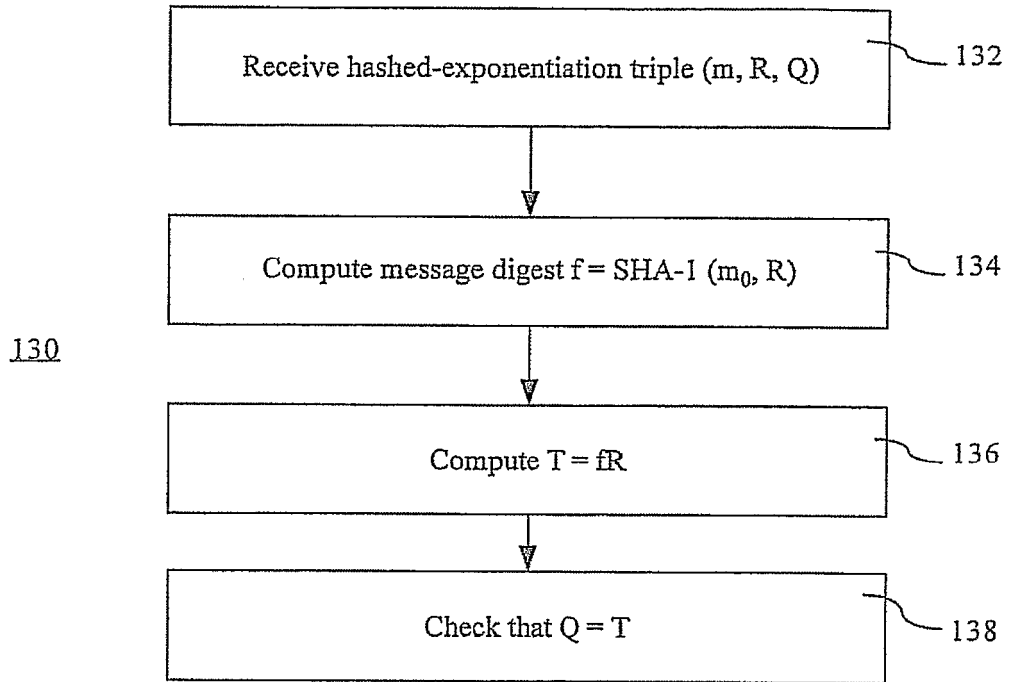 Receive hashed-exponentiation triple (m, R, Q)
132
Compute message digest f = SHA-1 (m₀, R)
134
130
Compute T = fR
136
Check that Q = T
138